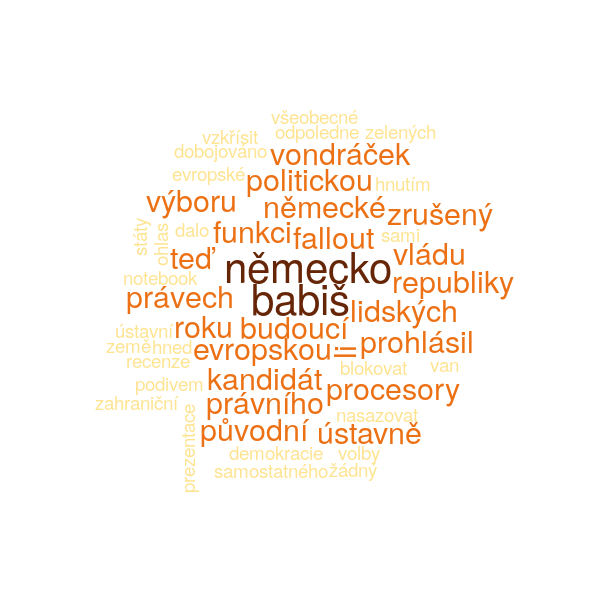 všeobecné
vzkřísit odpoledne zelených
dobojováno vondráček
evropské politickou hnutím
výboru německé zrušený
státy ohlas dalo funkci fallout sami
teď německo vládu
notebook babiš republiky
právech lidských
ústavní roku budoucí prohlásil
zeměhned evropskou:=
recenze blokovat van
podivem kandidát procesory
zahraniční právního nasazovat
prezentace původní ústavně
demokracie volby
samostatného žádný